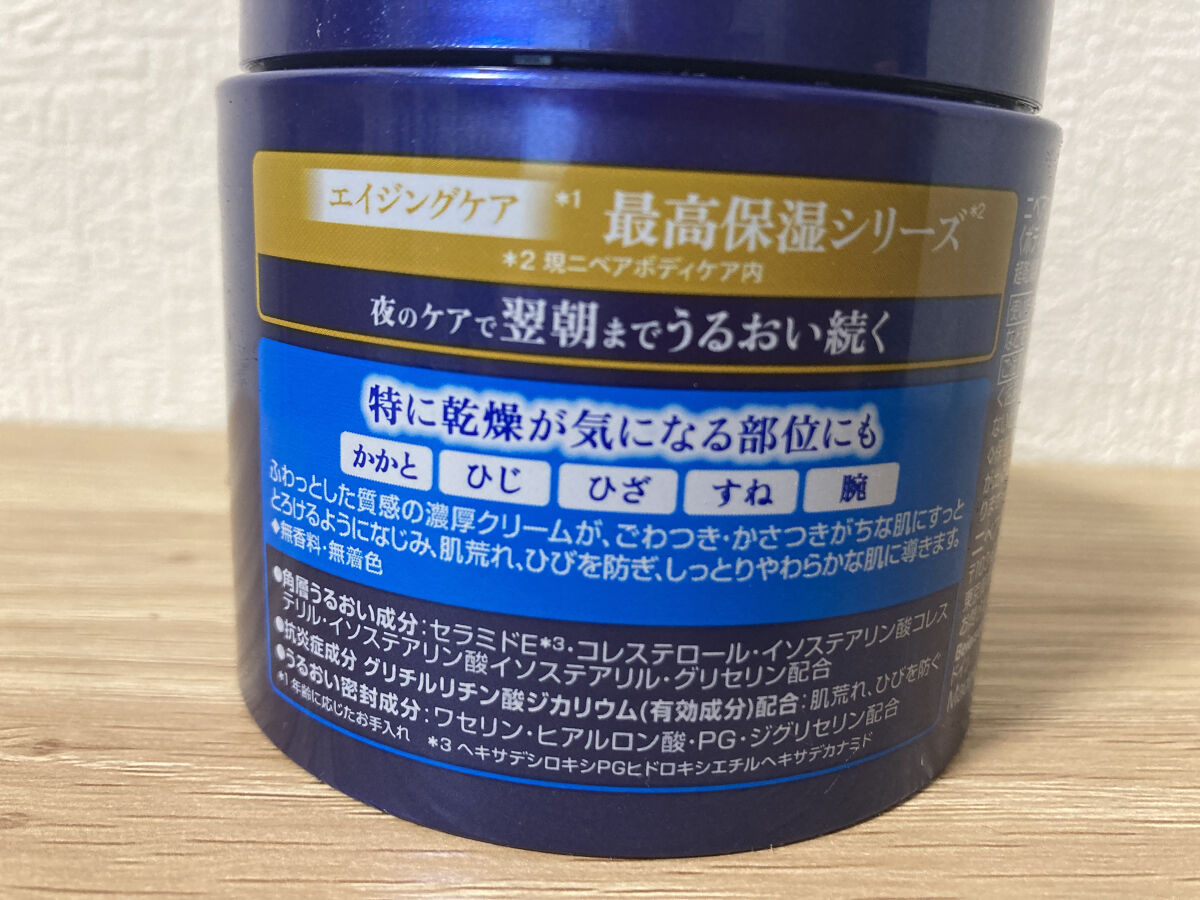 エイジングケア*1 最高保湿シリーズ*2
*2 現ニベアボディケア内
夜のケアで翌朝までうるおい続く
特に乾燥が気になる部位にも
かかと ひじ ひざ すね 腕
ふわっとした質感の濃厚クリームが、ごわつき・かさつきがちな肌にすっと
とろけるようになじみ、肌荒れ、ひびを防ぎ、しっとりやわらかな肌に導きます。
◆無香料・無着色
●角層うるおい成分:セラミドE*3・コレステロール・イソステアリン酸コレス
テリル・イソステアリン酸イソステアリル・グリセリン配合
●抗炎症成分 グリチルリチン酸ジカリウム(有効成分)配合:肌荒れ、ひびを防ぐ
●うるおい密封成分:ワセリン・ヒアルロン酸・PG・ジグリセリン配合
*1 年齢に応じたお手入れ *3 ヘキサデシロキシPGヒドロキシエチルヘキサデカナミド